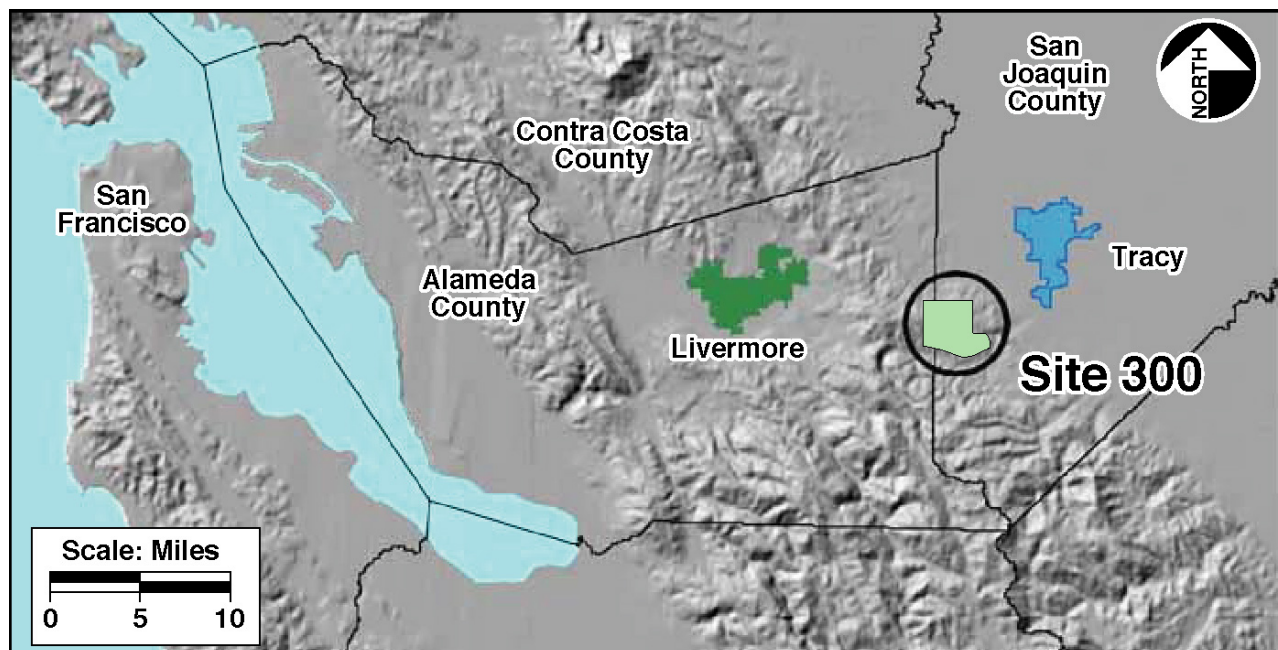 San
Joaquin
County
NORTH
Contra Costa
County
San
Francisco
Alameda
County
Tracy
Livermore
Site 300
Scale: Miles
0 5 10